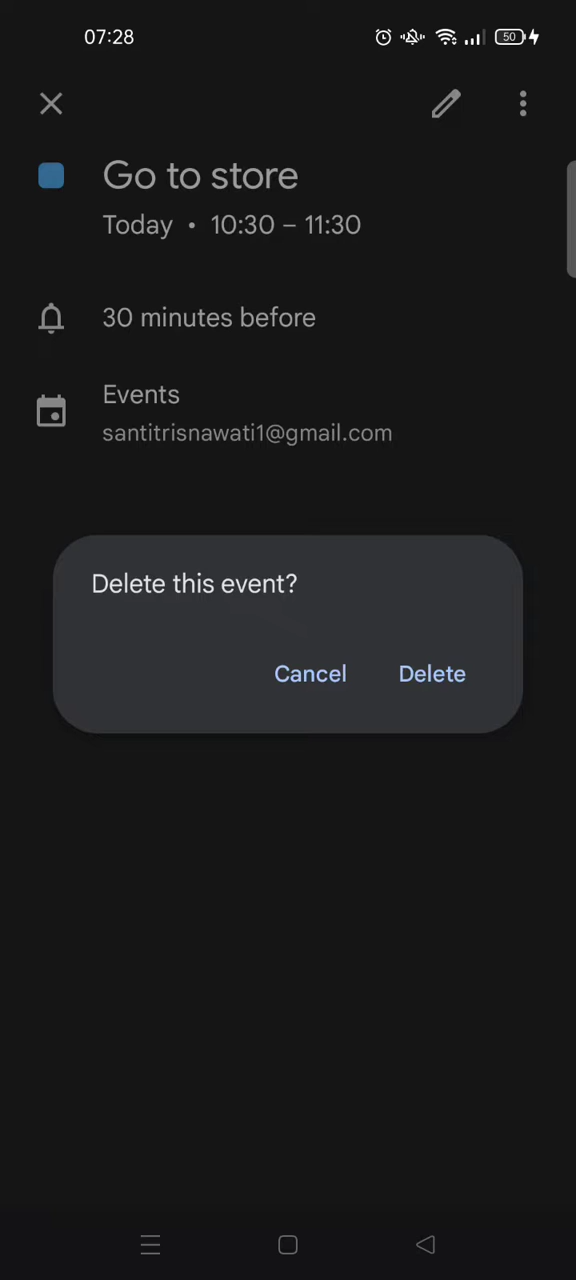 07:28
50
Go to store
Today • 10:30 – 11:30
30 minutes before
Events
santitrisnawati1@gmail.com
Delete this event?
Cancel Delete